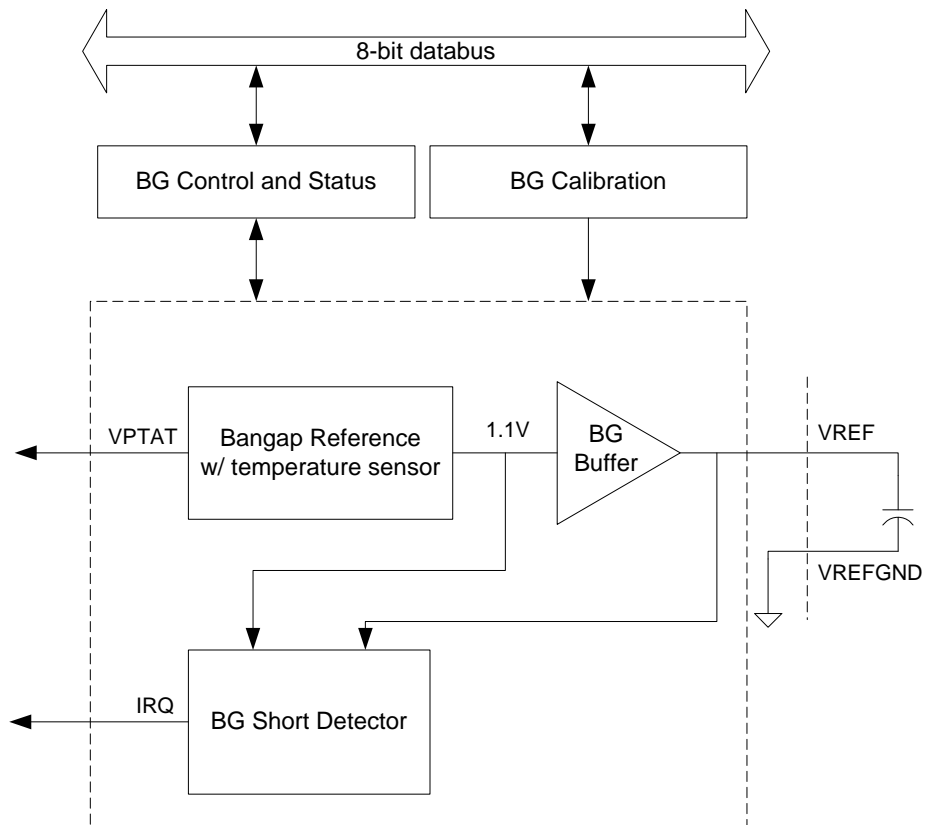 8-bit databus
BG Control and Status
BG Calibration
VPTAT
Bangap Reference
w/ temperature sensor
1.1V
BG
Buffer
VREF
VREFGND
IRQ
BG Short Detector